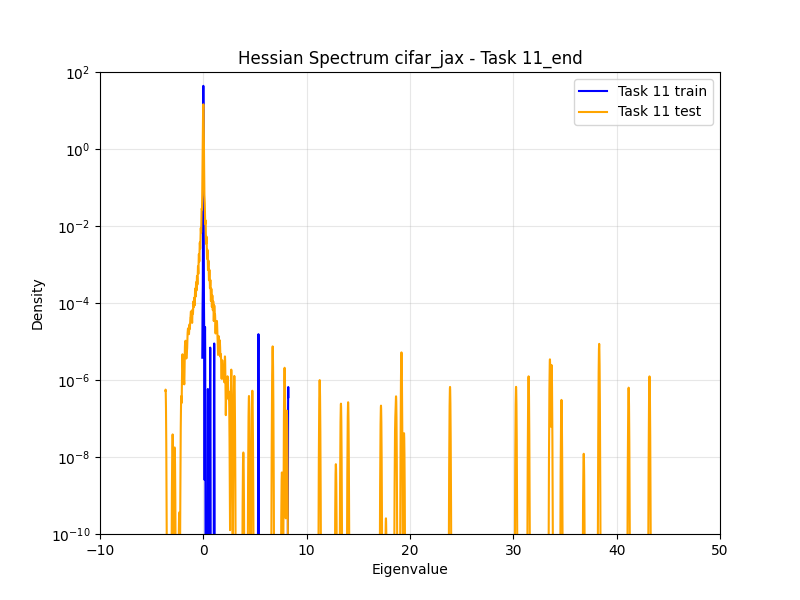 Hessian Spectrum cifar_jax - Task 11_end
Task 11 train
Task 11 test
Density
10^2
10^0
10^-2
10^-4
10^-6
10^-8
10^-10
−10
0
10
20
30
40
50
Eigenvalue